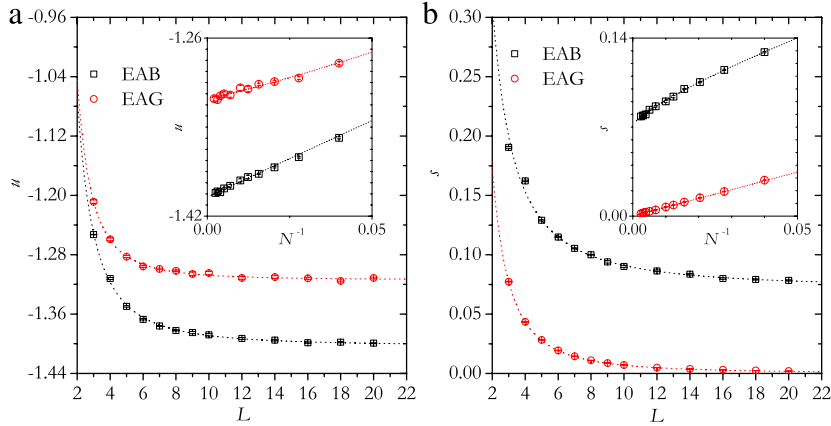 a
-0.96
-1.04
-1.12
-1.20
-1.28
-1.36
-1.44
u
2 4 6 8 10 12 14 16 18 20 22
L
EAB
EAG
-1.26
-1.42
u
0.00 0.05
N⁻¹
b
0.30
0.25
0.20
0.15
0.10
0.05
0.00
s
2 4 6 8 10 12 14 16 18 20 22
L
EAB
EAG
0.14
0.00
s
0.00 0.05
N⁻¹